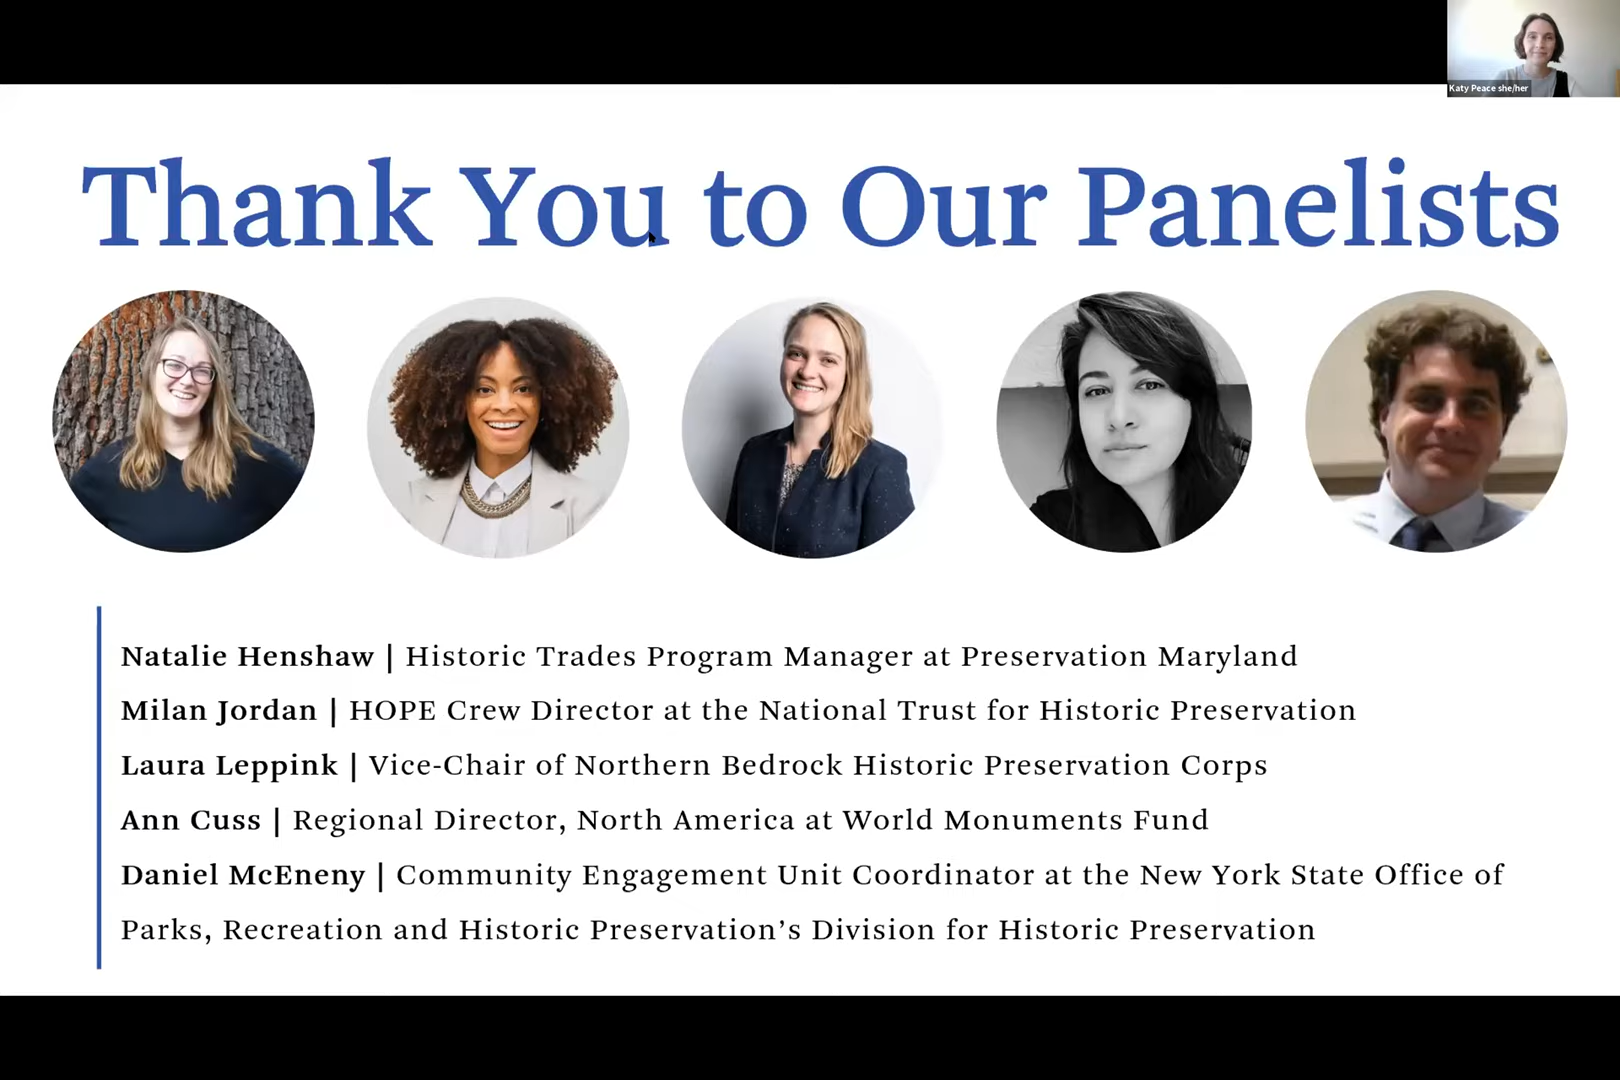 Katy Peace she/her
Thank You to Our Panelists
Natalie Henshaw | Historic Trades Program Manager at Preservation Maryland
Milan Jordan | HOPE Crew Director at the National Trust for Historic Preservation
Laura Leppink | Vice-Chair of Northern Bedrock Historic Preservation Corps
Ann Cuss | Regional Director, North America at World Monuments Fund
Daniel McEneny | Community Engagement Unit Coordinator at the New York State Office of
Parks, Recreation and Historic Preservation’s Division for Historic Preservation